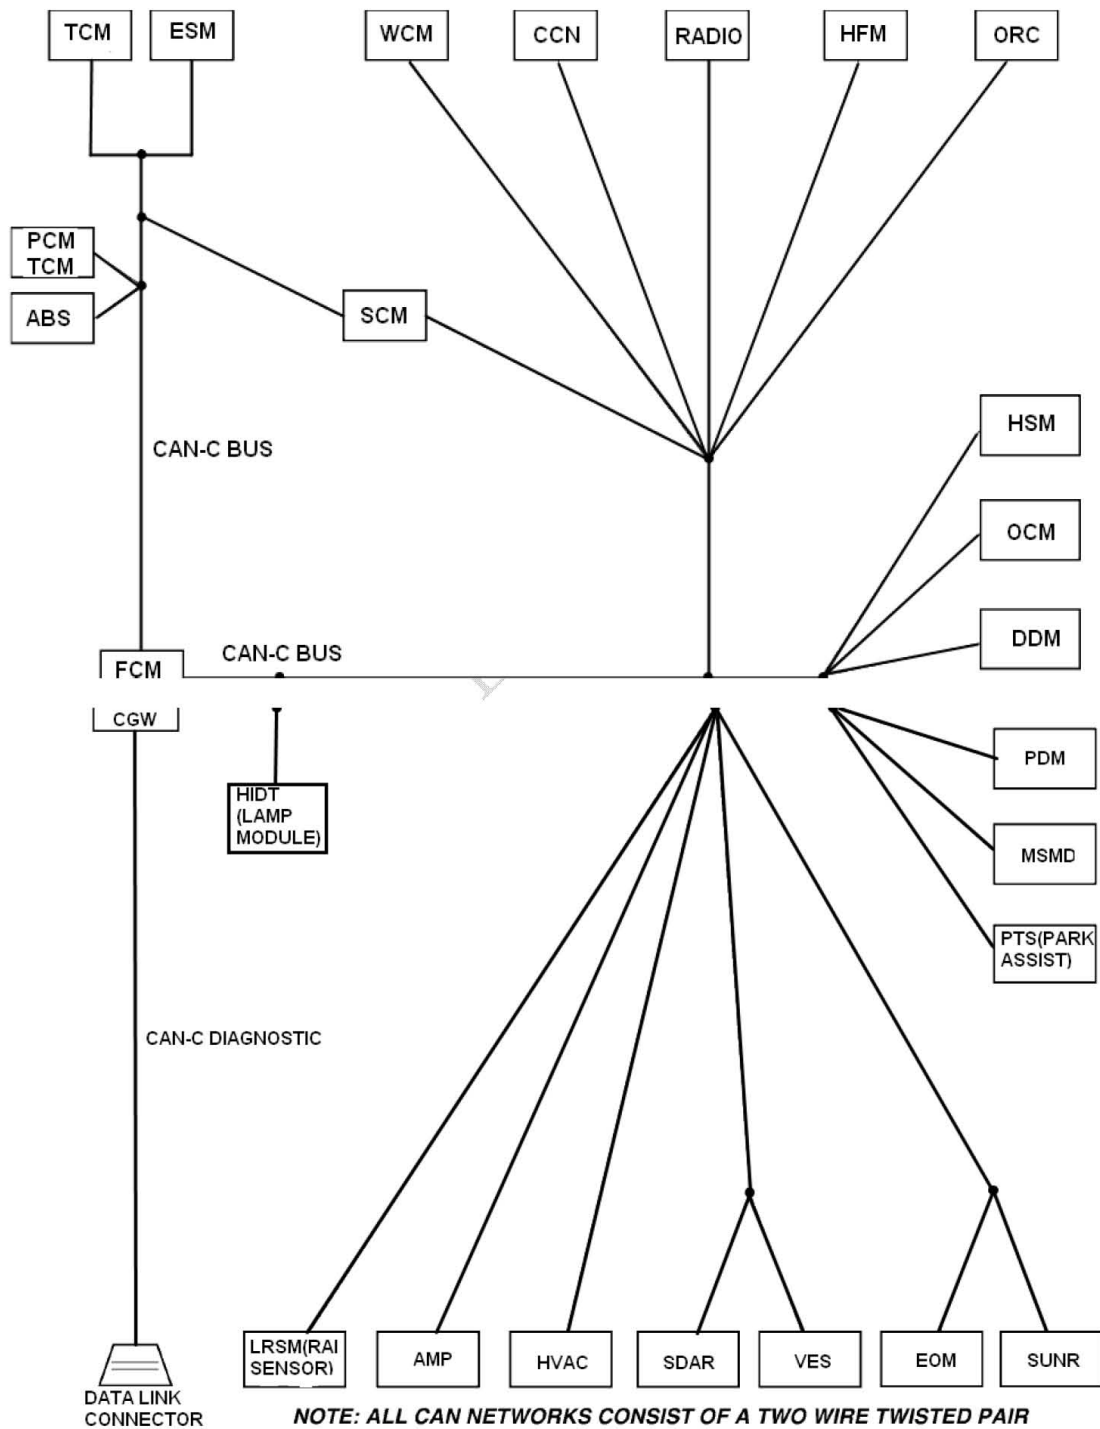 TCM
ESM
WCM
CCN
RADIO
HFM
ORC
PCM
TCM
ABS
SCM
HSM
CAN-C BUS
OCM
DDM
CAN-C BUS
FCM
CGW
PDM
HIDT
(LAMP
MODULE)
MSMD
PTS(PARK
ASSIST)
CAN-C DIAGNOSTIC
LRSM(RAI
SENSOR)
AMP
HVAC
SDAR
VES
EOM
SUNR
DATA LINK
CONNECTOR
NOTE: ALL CAN NETWORKS CONSIST OF A TWO WIRE TWISTED PAIR